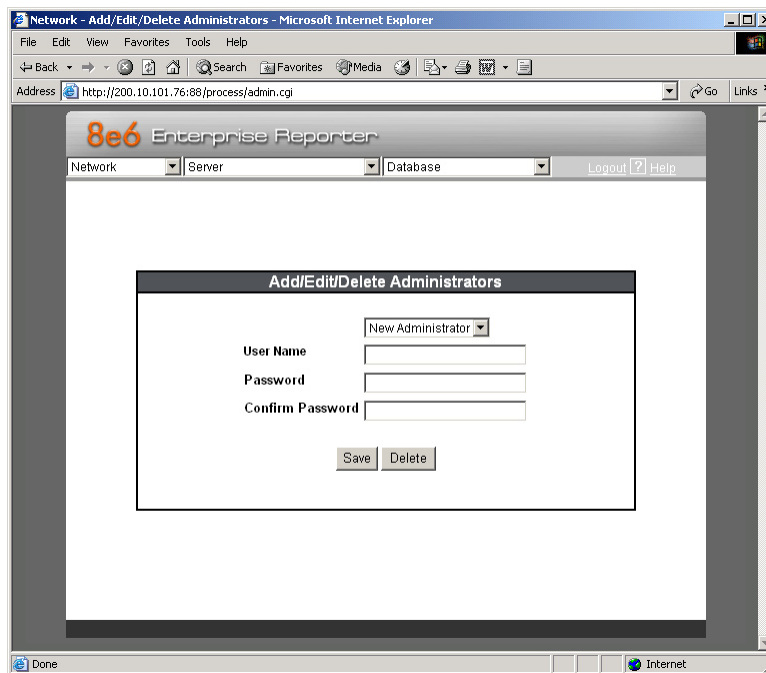 Network - Add/Edit/Delete Administrators - Microsoft Internet Explorer
File Edit View Favorites Tools Help
Back Search Favorites Media
Address http://200.10.101.76:88/process/admin.cgi Go Links
8e6 Enterprise Reporter
Network Server Database Logout ? Help
Add/Edit/Delete Administrators
New Administrator
User Name
Password
Confirm Password
Save Delete
Done Internet